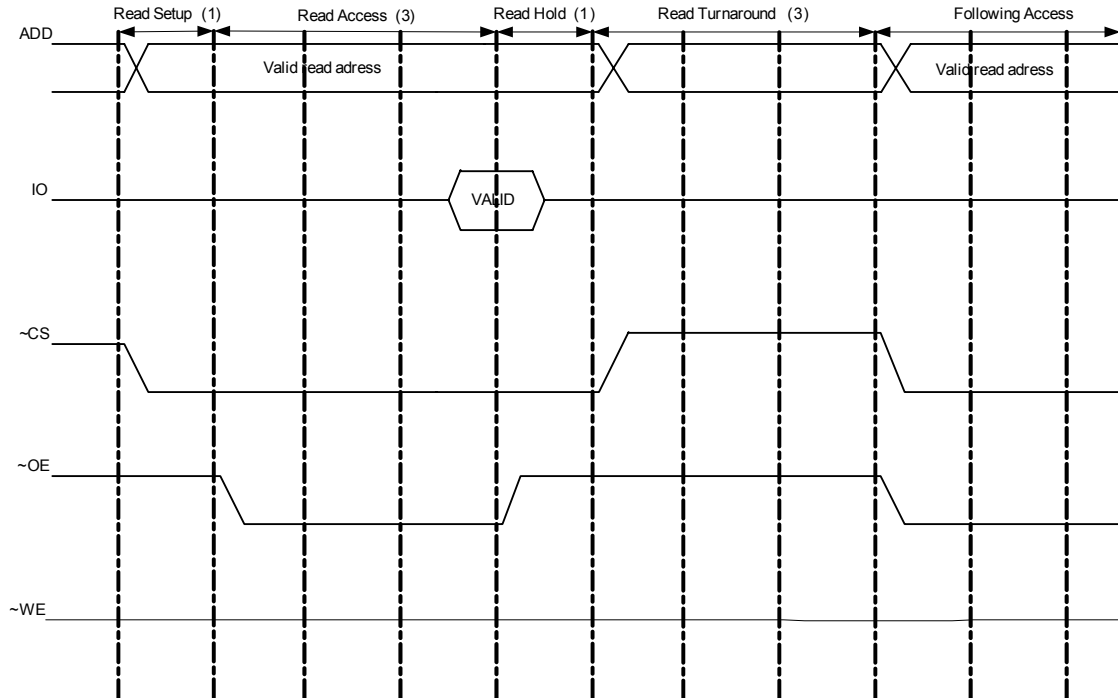 Read Setup (1)
Read Access (3)
Read Hold (1)
Read Turnaround (3)
Following Access
ADD
Valid read adress
Valid read adress
IO
VALID
~CS
~OE
~WE